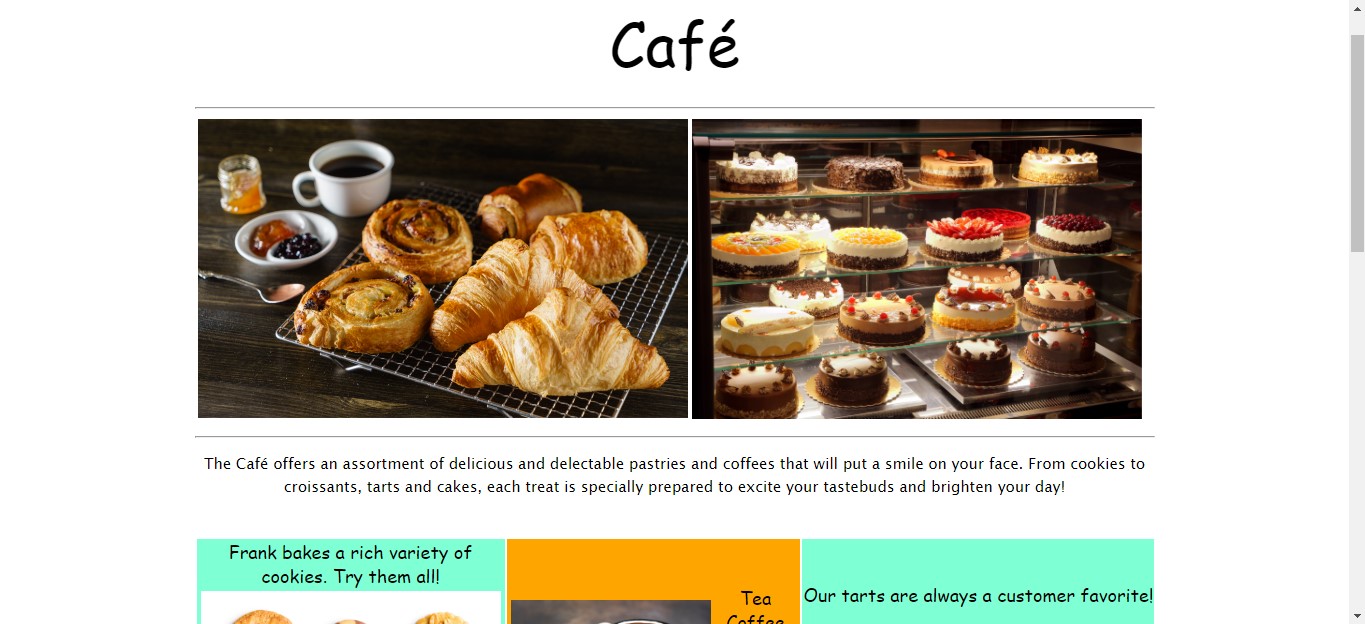 Café
The Café offers an assortment of delicious and delectable pastries and coffees that will put a smile on your face. From cookies to
croissants, tarts and cakes, each treat is specially prepared to excite your tastebuds and brighten your day!
Frank bakes a rich variety of
cookies. Try them all!
Tea
Coffee
Our tarts are always a customer favorite!